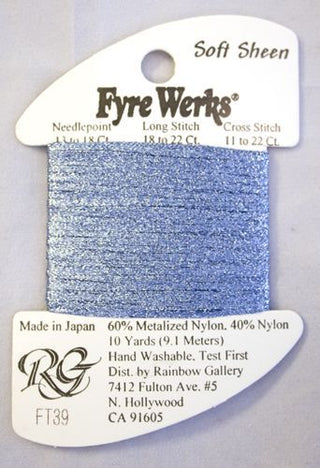 Soft Sheen
Fyre Werks®
Needlepoint Long Stitch Cross Stitch
13 to 18 Ct. 18 to 22 Ct. 11 to 22 Ct.
Made in Japan 60% Metalized Nylon, 40% Nylon
10 Yards (9.1 Meters)
Hand Washable, Test First
RG Dist. by Rainbow Gallery
7412 Fulton Ave. #5
FT39 N. Hollywood
CA 91605